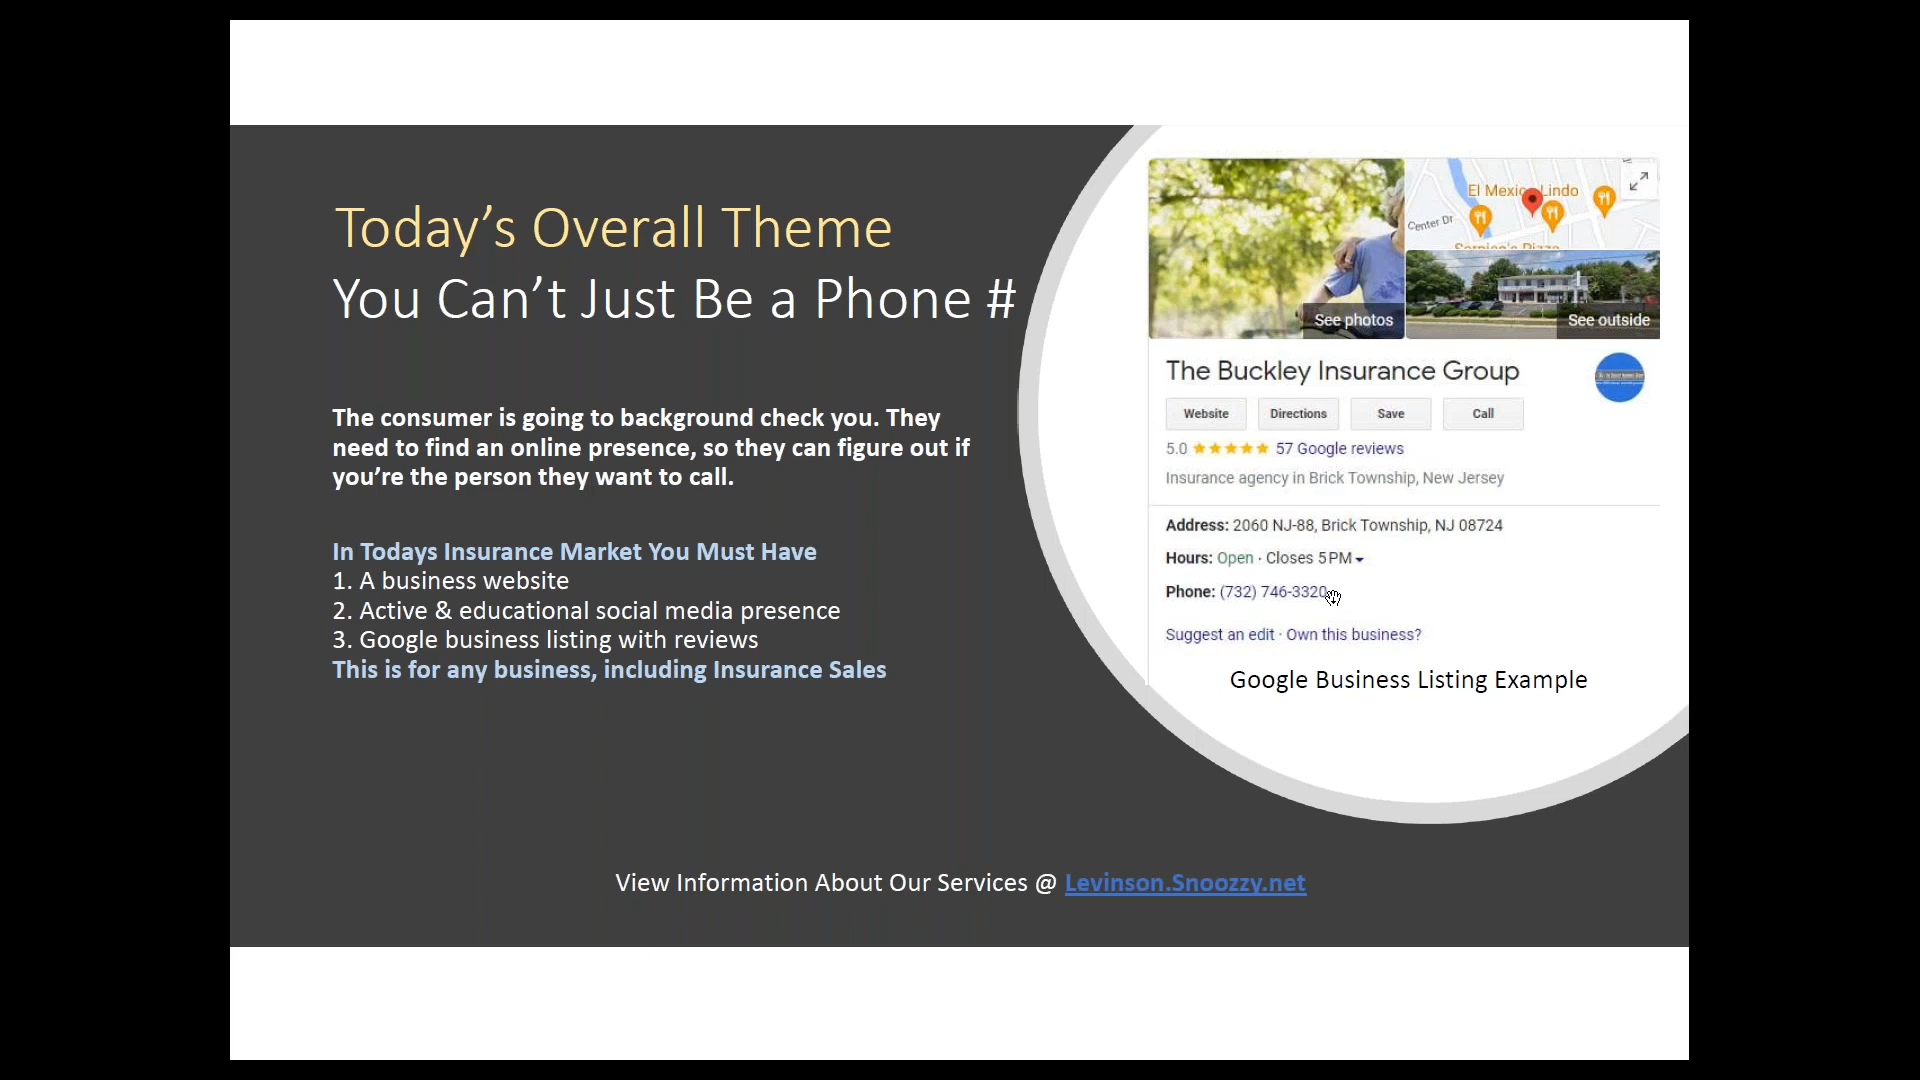 Today's Overall Theme
You Can't Just Be a Phone #
The consumer is going to background check you. They
need to find an online presence, so they can figure out if
you're the person they want to call.
In Todays Insurance Market You Must Have
1. A business website
2. Active & educational social media presence
3. Google business listing with reviews
This is for any business, including Insurance Sales
El Mexico Lindo
Center Dr
See photos
See outside
The Buckley Insurance Group
Website Directions Save Call
5.0 57 Google reviews
Insurance agency in Brick Township, New Jersey
Address: 2060 NJ-88, Brick Township, NJ 08724
Hours: Open · Closes 5PM
Phone: (732) 746-3320
Suggest an edit · Own this business?
Google Business Listing Example
View Information About Our Services @ Levinson.Snoozzy.net